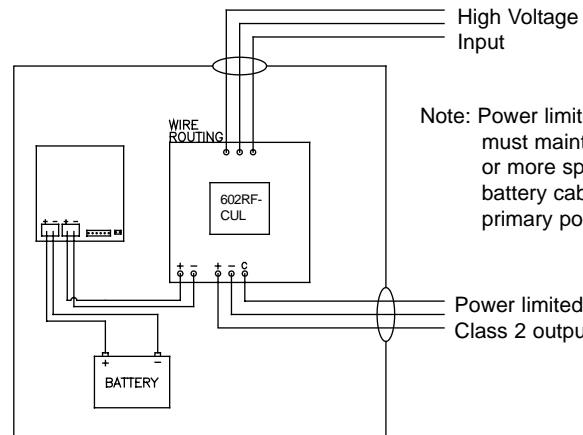 High Voltage
Input
Note: Power limit
must maint
or more sp
battery cab
primary po
WIRE
ROUTING
602RF-
CUL
+ - + -
+ - + - C
Power limited
Class 2 outpu
+ -
BATTERY